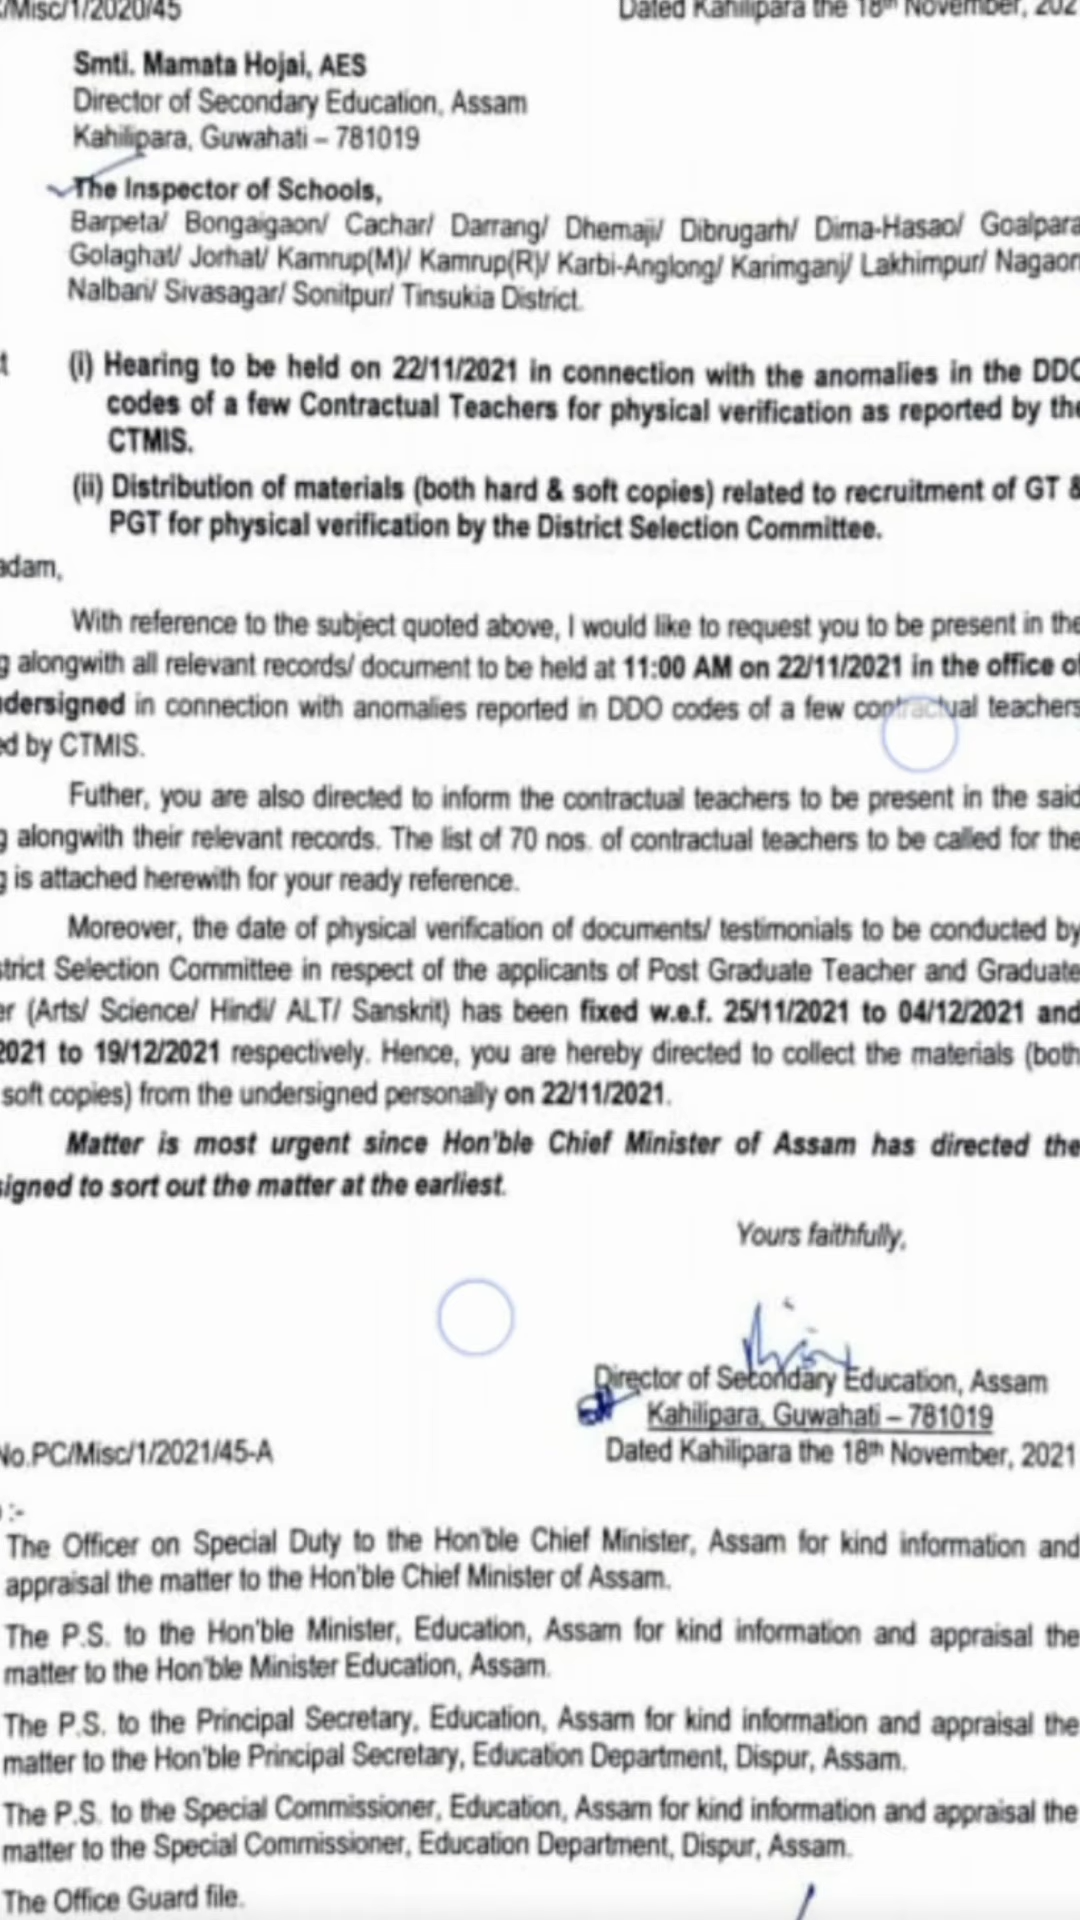 /Misc/1/2020/45 Dated Kahilipara the 18th November, 202
Smti. Mamata Hojai, AES
Director of Secondary Education, Assam
Kahilipara, Guwahati – 781019
The Inspector of Schools,
Barpeta/ Bongaigaon/ Cachar/ Darrang/ Dhemaji/ Dibrugarh/ Dima-Hasao/ Goalpara
Golaghat/ Jorhat/ Kamrup(M)/ Kamrup(R)/ Karbi-Anglong/ Karimganj/ Lakhimpur/ Nagaon
Nalbari/ Sivasagar/ Sonitpur/ Tinsukia District.
t (i) Hearing to be held on 22/11/2021 in connection with the anomalies in the DDO
codes of a few Contractual Teachers for physical verification as reported by the
CTMIS.
(ii) Distribution of materials (both hard & soft copies) related to recruitment of GT &
PGT for physical verification by the District Selection Committee.
adam,
With reference to the subject quoted above, I would like to request you to be present in the
g alongwith all relevant records/ document to be held at 11:00 AM on 22/11/2021 in the office of
dersigned in connection with anomalies reported in DDO codes of a few contractual teachers
ed by CTMIS.
Futher, you are also directed to inform the contractual teachers to be present in the said
g alongwith their relevant records. The list of 70 nos. of contractual teachers to be called for the
g is attached herewith for your ready reference.
Moreover, the date of physical verification of documents/ testimonials to be conducted by
trict Selection Committee in respect of the applicants of Post Graduate Teacher and Graduate
er (Arts/ Science/ Hindi/ ALT/ Sanskrit) has been fixed w.e.f. 25/11/2021 to 04/12/2021 and
2021 to 19/12/2021 respectively. Hence, you are hereby directed to collect the materials (both
soft copies) from the undersigned personally on 22/11/2021.
Matter is most urgent since Hon'ble Chief Minister of Assam has directed the
signed to sort out the matter at the earliest.
Yours faithfully,
Director of Secondary Education, Assam
Kahilipara, Guwahati – 781019
No.PC/Misc/1/2021/45-A Dated Kahilipara the 18th November, 2021
:-
The Officer on Special Duty to the Hon'ble Chief Minister, Assam for kind information and
appraisal the matter to the Hon'ble Chief Minister of Assam.
The P.S. to the Hon'ble Minister, Education, Assam for kind information and appraisal the
matter to the Hon'ble Minister Education, Assam.
The P.S. to the Principal Secretary, Education, Assam for kind information and appraisal the
matter to the Hon'ble Principal Secretary, Education Department, Dispur, Assam.
The P.S. to the Special Commissioner, Education, Assam for kind information and appraisal the
matter to the Special Commissioner, Education Department, Dispur, Assam.
The Office Guard file.